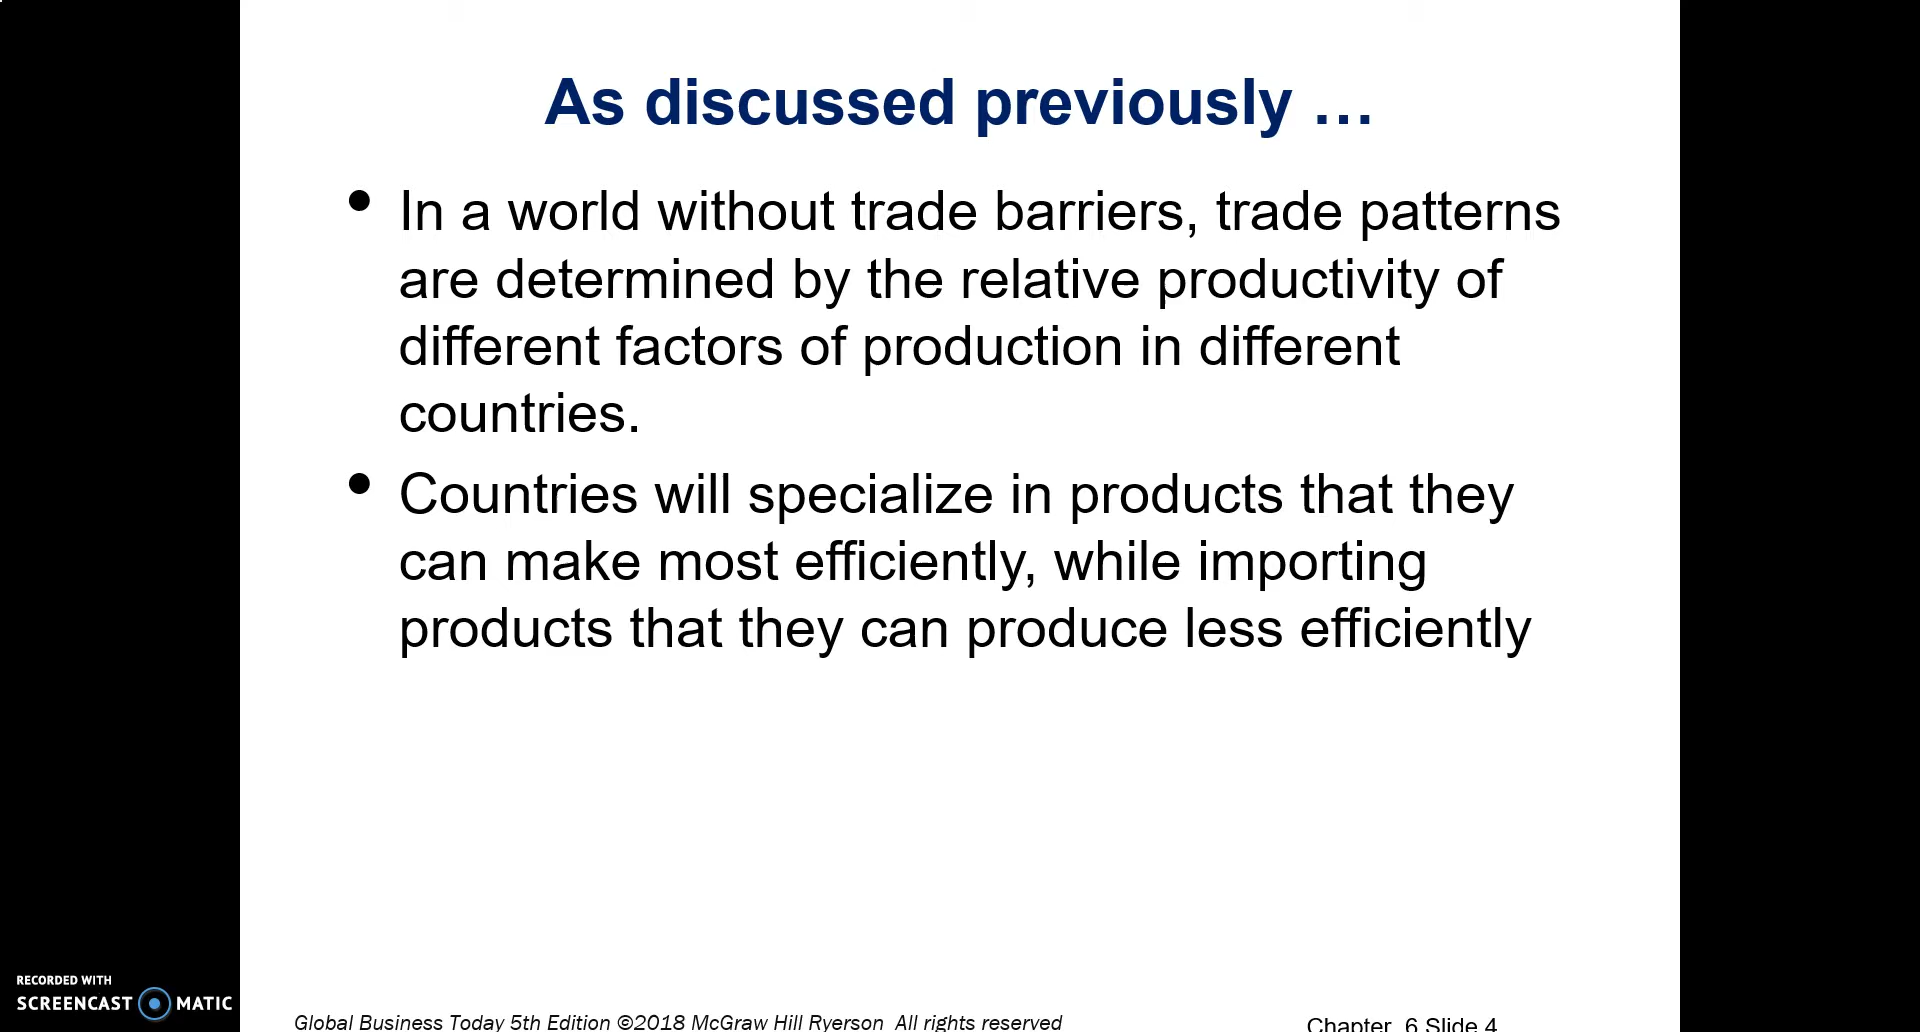 As discussed previously …
• In a world without trade barriers, trade patterns
are determined by the relative productivity of
different factors of production in different
countries.
• Countries will specialize in products that they
can make most efficiently, while importing
products that they can produce less efficiently
RECORDED WITH
SCREENCAST MATIC
Global Business Today 5th Edition ©2018 McGraw Hill Ryerson All rights reserved
Chapter 6 Slide 4